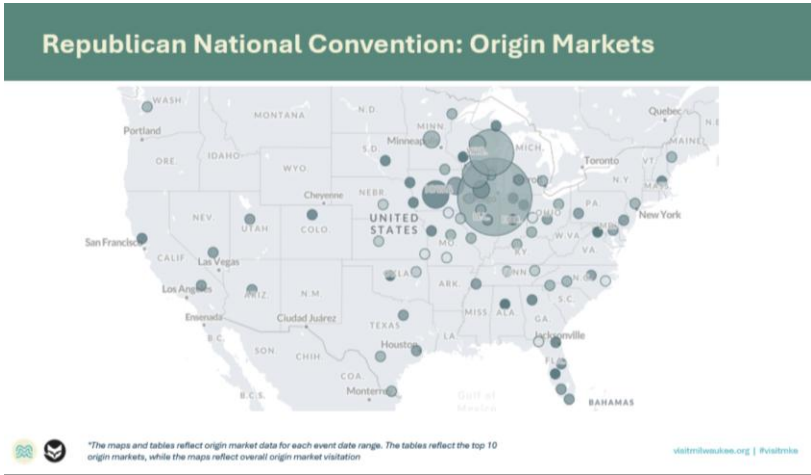 Republican National Convention: Origin Markets
WASH
MONTANA
N.D.
Quebec
Portland
MINN.
Minneap
MAINE
ORE.
IDAHO
S.D.
MICH.
Toronto
VT.
WYO
N.Y.
MASS
Cheyenne
NEBR.
PA.
New York
NEV.
UTAH
COLO
UNITED
STATES
OHIO
San Francisco
MO
W.VA
CALIF
Las Vegas
KY
VA.
Los Angeles
ARIZ.
N.M.
OKLA
ARK.
TENN
N.C.
S.C.
Ensenada
Ciudad Juárez
MISS
ALA
GA.
B.C.
TEXAS
LA.
Jacksonville
SON.
CHIH
Houston
FLA
COA.
B.C.S.
Monterr
Gulf of
Mexico
BAHAMAS
*The maps and tables reflect origin market data for each event date range. The tables reflect the top 10
origin markets, while the maps reflect overall origin market visitation
visitmilwaukee.org | #visitmke